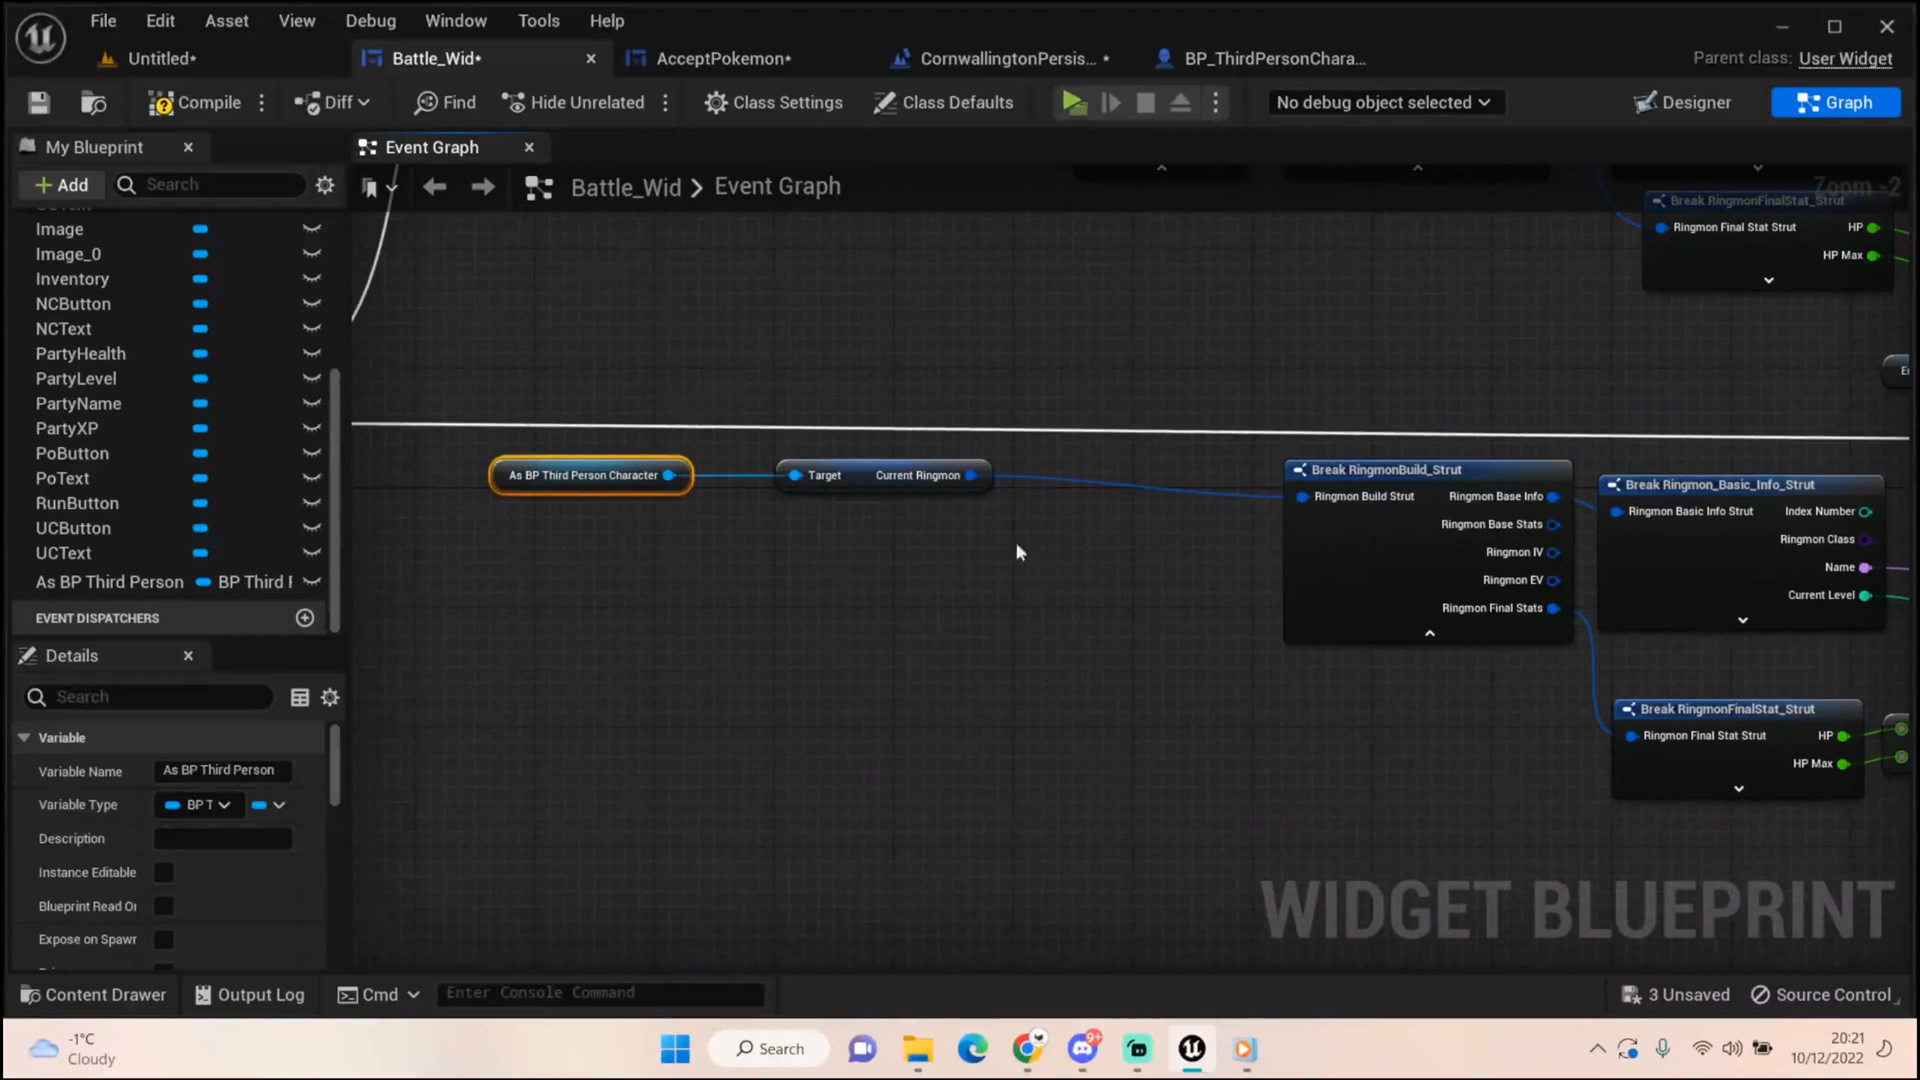 File Edit Asset View Debug Window Tools Help
Untitled* Battle_Wid* AcceptPokemon* CornwallingtonPersis... * BP_ThirdPersonChara...
Parent class: User Widget
Compile Diff Find Hide Unrelated Class Settings Class Defaults No debug object selected Designer Graph
My Blueprint
Event Graph
Add Search
Battle_Wid > Event Graph
Zoom -2
Image
Image_0
Inventory
NCButton
NCText
PartyHealth
PartyLevel
PartyName
PartyXP
PoButton
PoText
RunButton
UCButton
UCText
As BP Third Person BP Third
EVENT DISPATCHERS
Details
Search
Variable
Variable Name As BP Third Person
Variable Type BP T
Description
Instance Editable
Blueprint Read Or
Expose on Spawr
Break RingmonFinalStat_Strut
Ringmon Final Stat Strut HP
HP Max
As BP Third Person Character
Target Current Ringmon
Break RingmonBuild_Strut
Ringmon Build Strut Ringmon Base Info
Ringmon Base Stats
Ringmon IV
Ringmon EV
Ringmon Final Stats
Break Ringmon_Basic_Info_Strut
Ringmon Basic Info Strut Index Number
Ringmon Class
Name
Current Level
Break RingmonFinalStat_Strut
Ringmon Final Stat Strut HP
HP Max
WIDGET BLUEPRINT
Content Drawer Output Log Cmd Enter Console Command 3 Unsaved Source Control
-1°C
Cloudy
Search
9+
20:21
10/12/2022